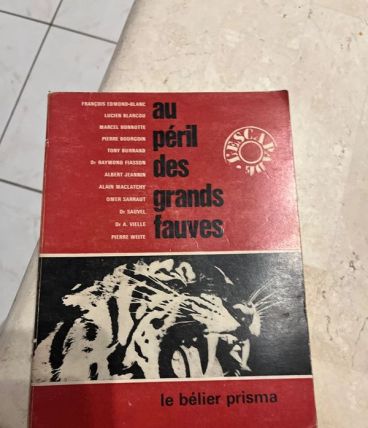 FRANÇOIS EDMOND-BLANC
LUCIEN BLANCOU
MARCEL BONNOTTE
PIERRE BOURGOIN
TONY BURNAND
Dr RAYMOND FIASSON
ALBERT JEANNIN
ALAIN MACLATCHY
OMER SARRAUT
Dr SAUVEL
Dr A. VIELLE
PIERRE WEITE
au
péril
des
grands
fauves
L'ESCAPADE
le bélier prisma